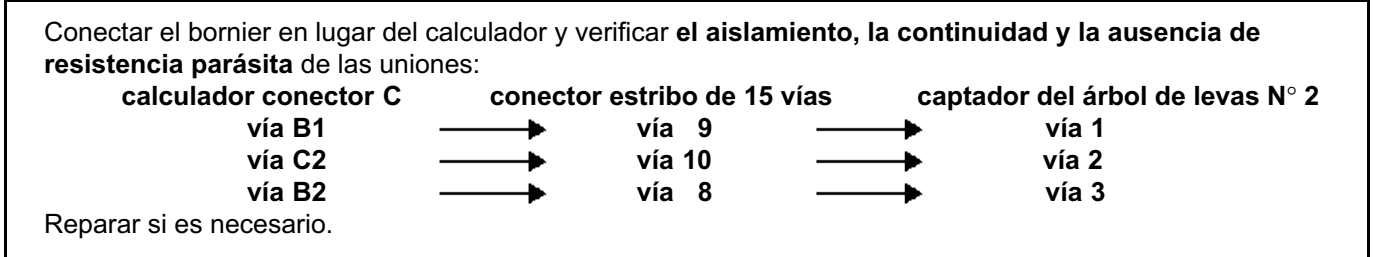 Conectar el bornier en lugar del calculador y verificar el aislamiento, la continuidad y la ausencia de
resistencia parásita de las uniones:
calculador conector C conector estribo de 15 vías captador del árbol de levas N° 2
vía B1 vía 9 vía 1
vía C2 vía 10 vía 2
vía B2 vía 8 vía 3
Reparar si es necesario.